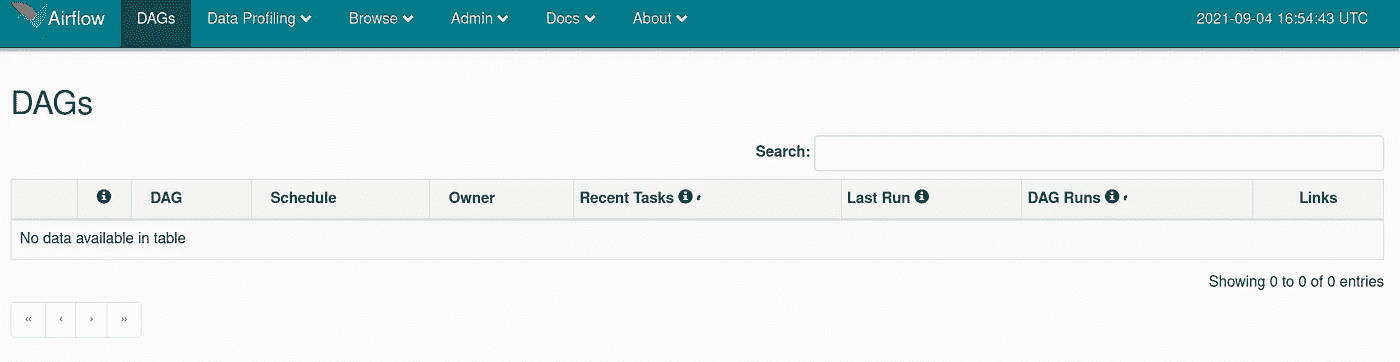 Airflow DAGs Data Profiling Browse Admin Docs About 2021-09-04 16:54:43 UTC
DAGs
Search:
DAG Schedule Owner Recent Tasks Last Run DAG Runs Links
No data available in table
Showing 0 to 0 of 0 entries
« ‹ › »